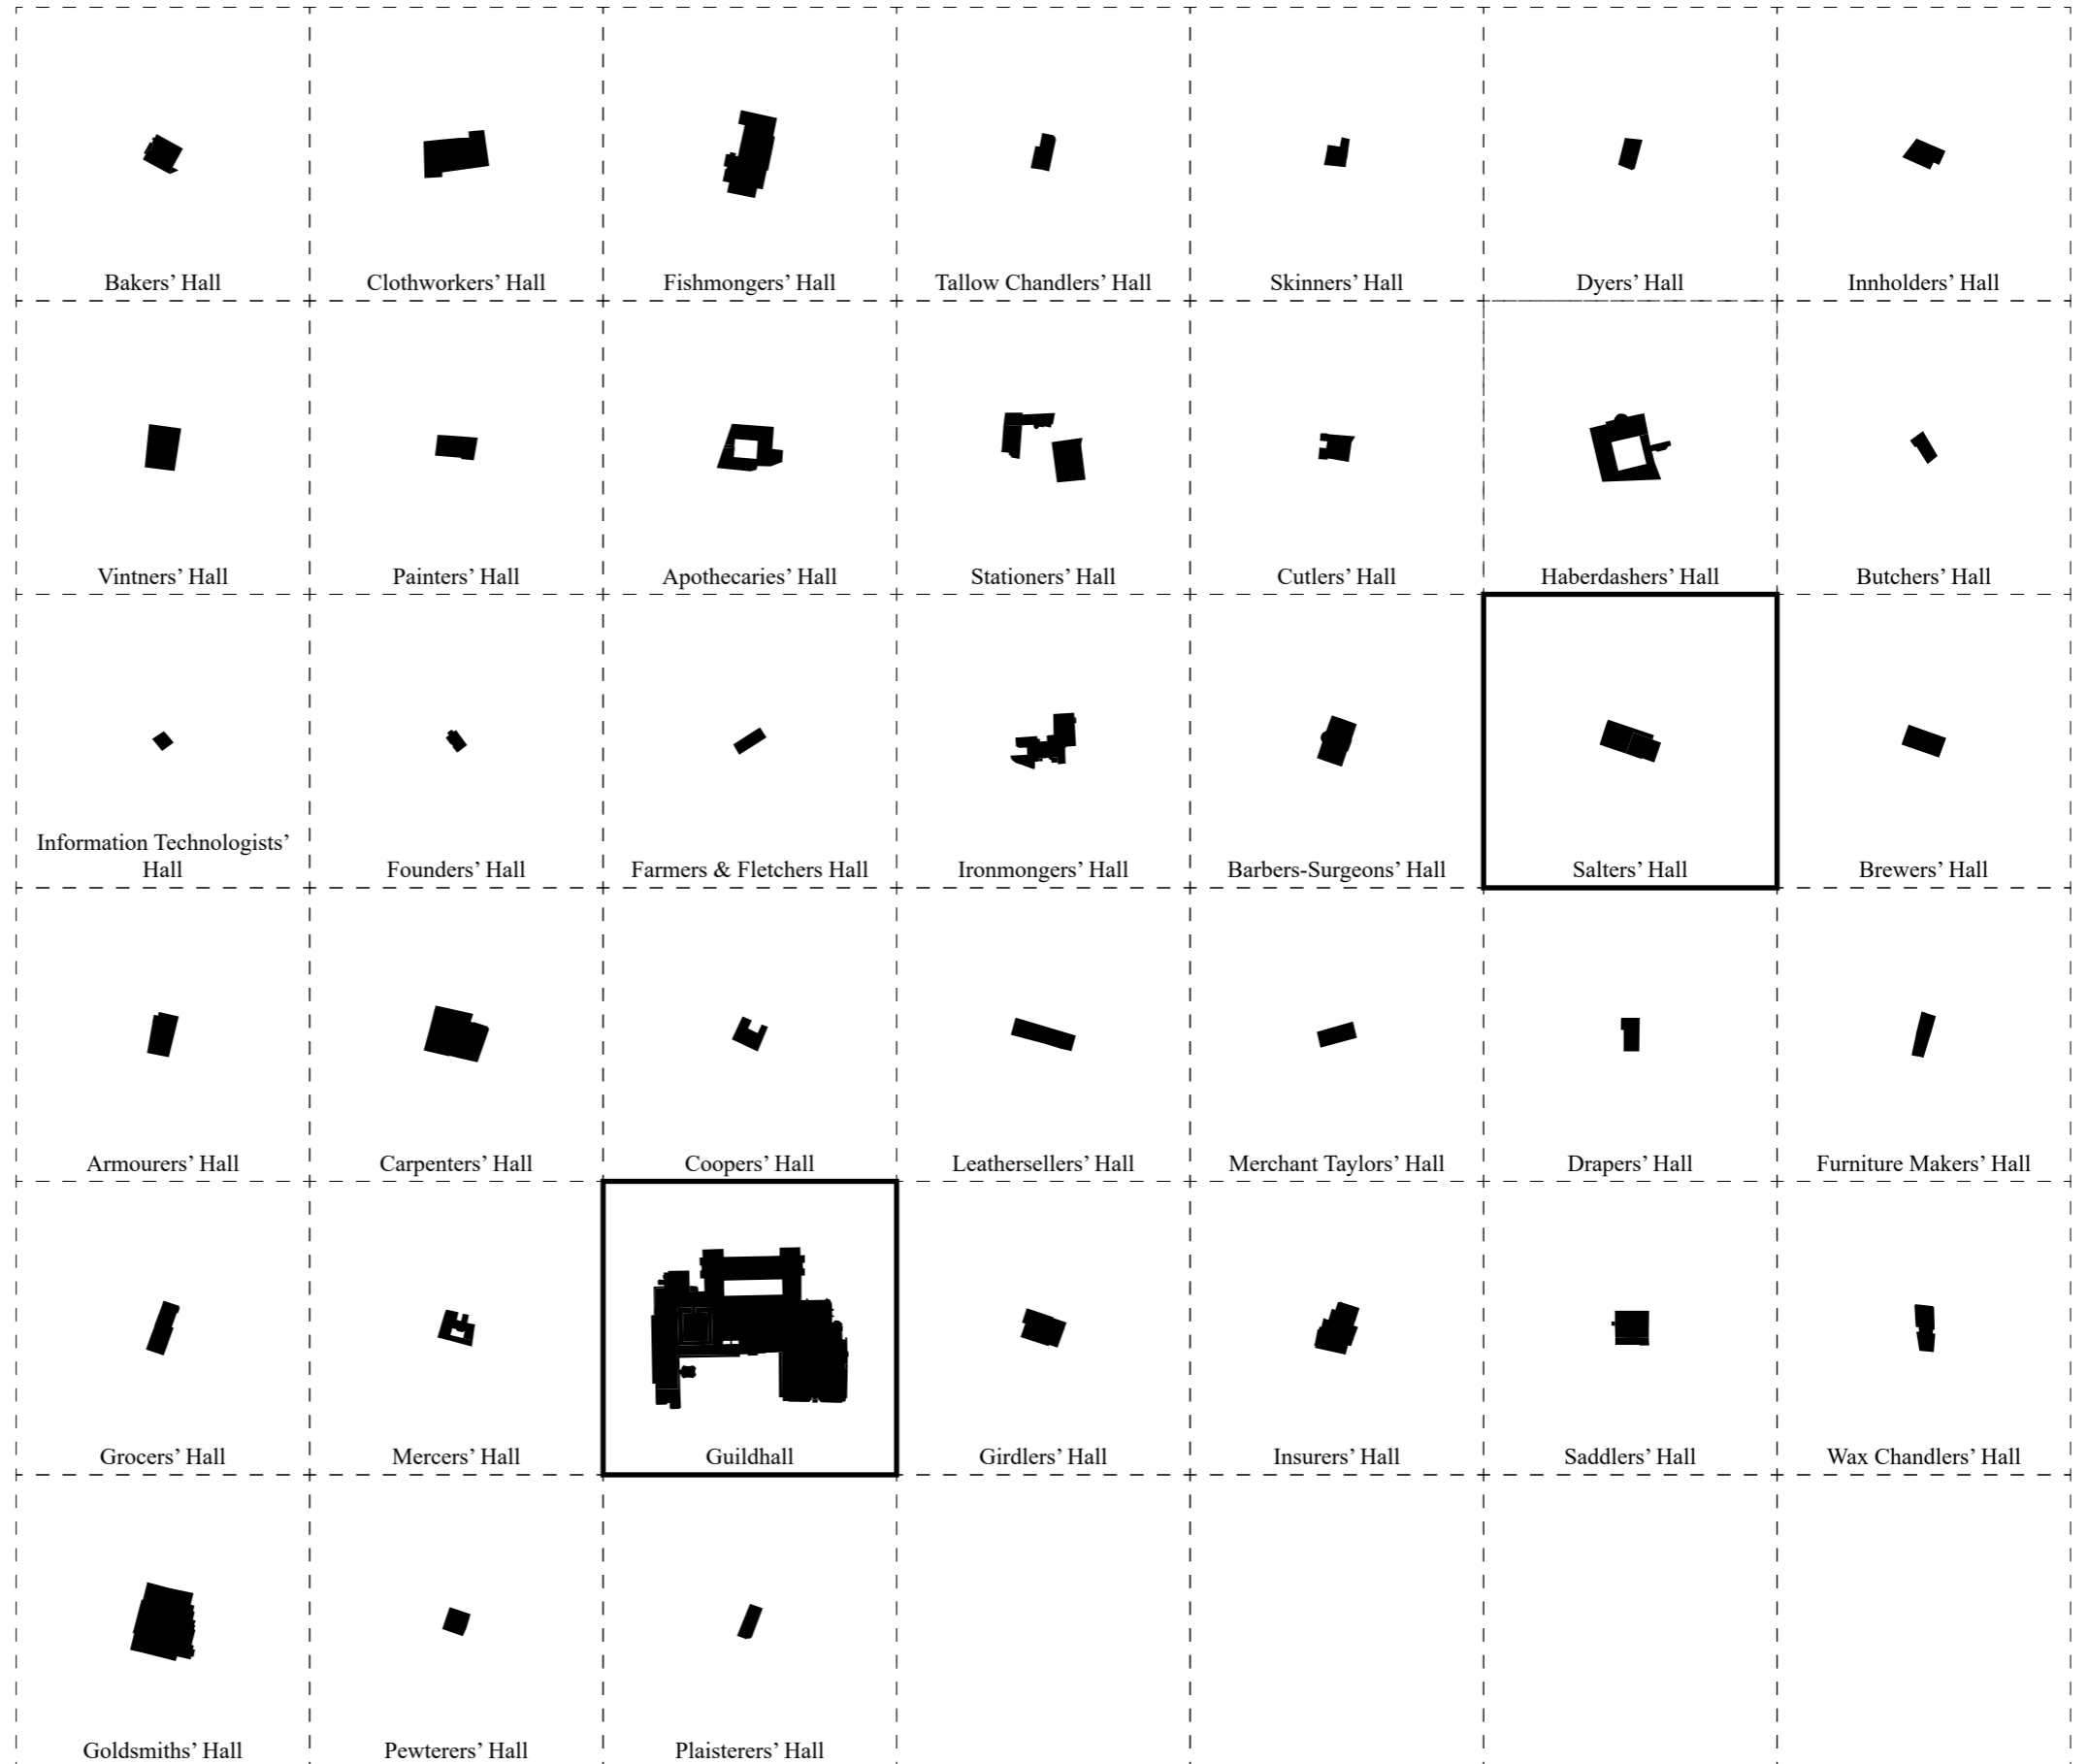 Bakers’ Hall
Clothworkers’ Hall
Fishmongers’ Hall
Tallow Chandlers’ Hall
Skinners’ Hall
Dyers’ Hall
Innholders’ Hall
Vintners’ Hall
Painters’ Hall
Apothecaries’ Hall
Stationers’ Hall
Cutlers’ Hall
Haberdashers’ Hall
Butchers’ Hall
Information Technologists’
Hall
Founders’ Hall
Farmers & Fletchers Hall
Ironmongers’ Hall
Barbers-Surgeons’ Hall
Salters’ Hall
Brewers’ Hall
Armourers’ Hall
Carpenters’ Hall
Coopers’ Hall
Leathersellers’ Hall
Merchant Taylors’ Hall
Drapers’ Hall
Furniture Makers’ Hall
Grocers’ Hall
Mercers’ Hall
Guildhall
Girdlers’ Hall
Insurers’ Hall
Saddlers’ Hall
Wax Chandlers’ Hall
Goldsmiths’ Hall
Pewterers’ Hall
Plaisterers’ Hall